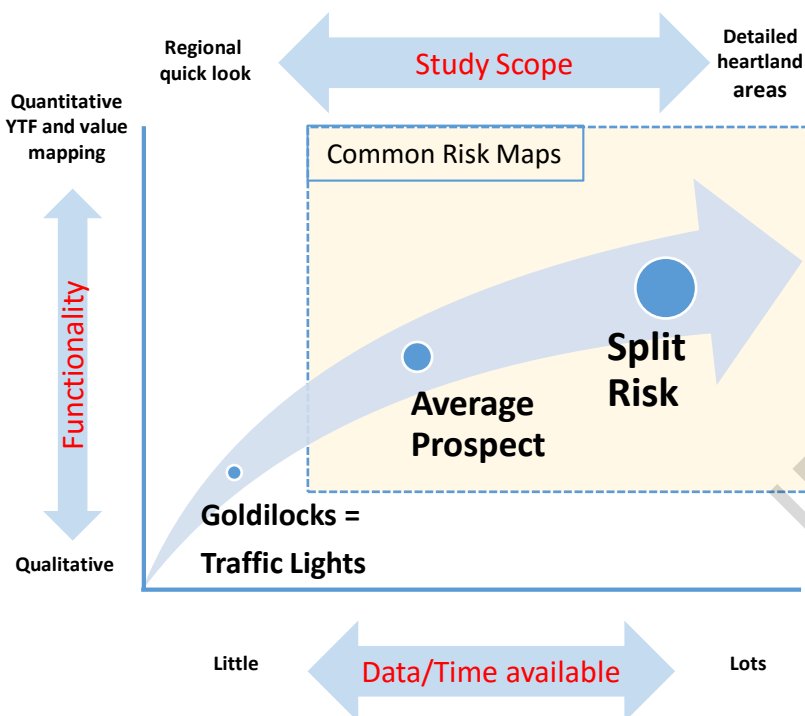 Regional
quick look
Study Scope
Detailed
heartland
areas
Quantitative
YTF and value
mapping
Common Risk Maps
Functionality
Split
Risk
Average
Prospect
Goldilocks =
Traffic Lights
Qualitative
Little
Data/Time available
Lots